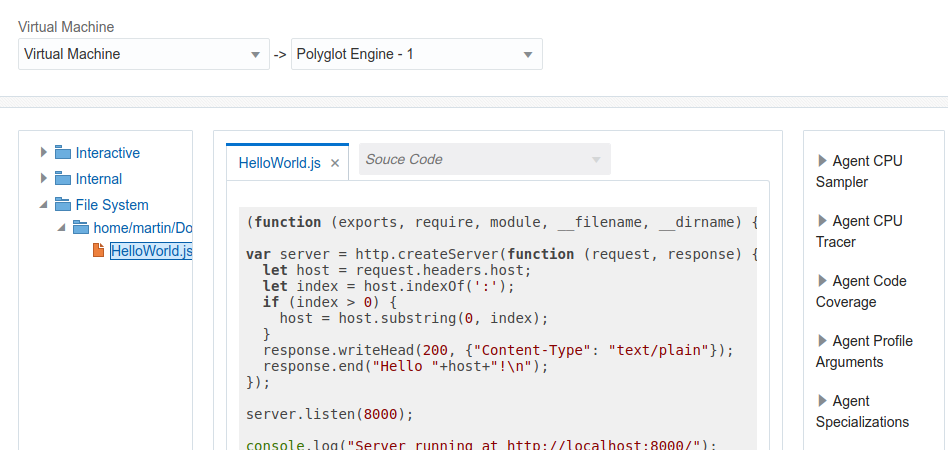 Virtual Machine
Virtual Machine -> Polyglot Engine - 1
Interactive
Internal
File System
home/martin/Do
HelloWorld.js
HelloWorld.js × Souce Code
(function (exports, require, module, __filename, __dirname) {
var server = http.createServer(function (request, response) {
let host = request.headers.host;
let index = host.indexOf(':');
if (index > 0) {
host = host.substring(0, index);
}
response.writeHead(200, {"Content-Type": "text/plain"});
response.end("Hello "+host+"!\n");
});
server.listen(8000);
console.log("Server running at http://localhost:8000/");
Agent CPU
Sampler
Agent CPU
Tracer
Agent Code
Coverage
Agent Profile
Arguments
Agent
Specializations